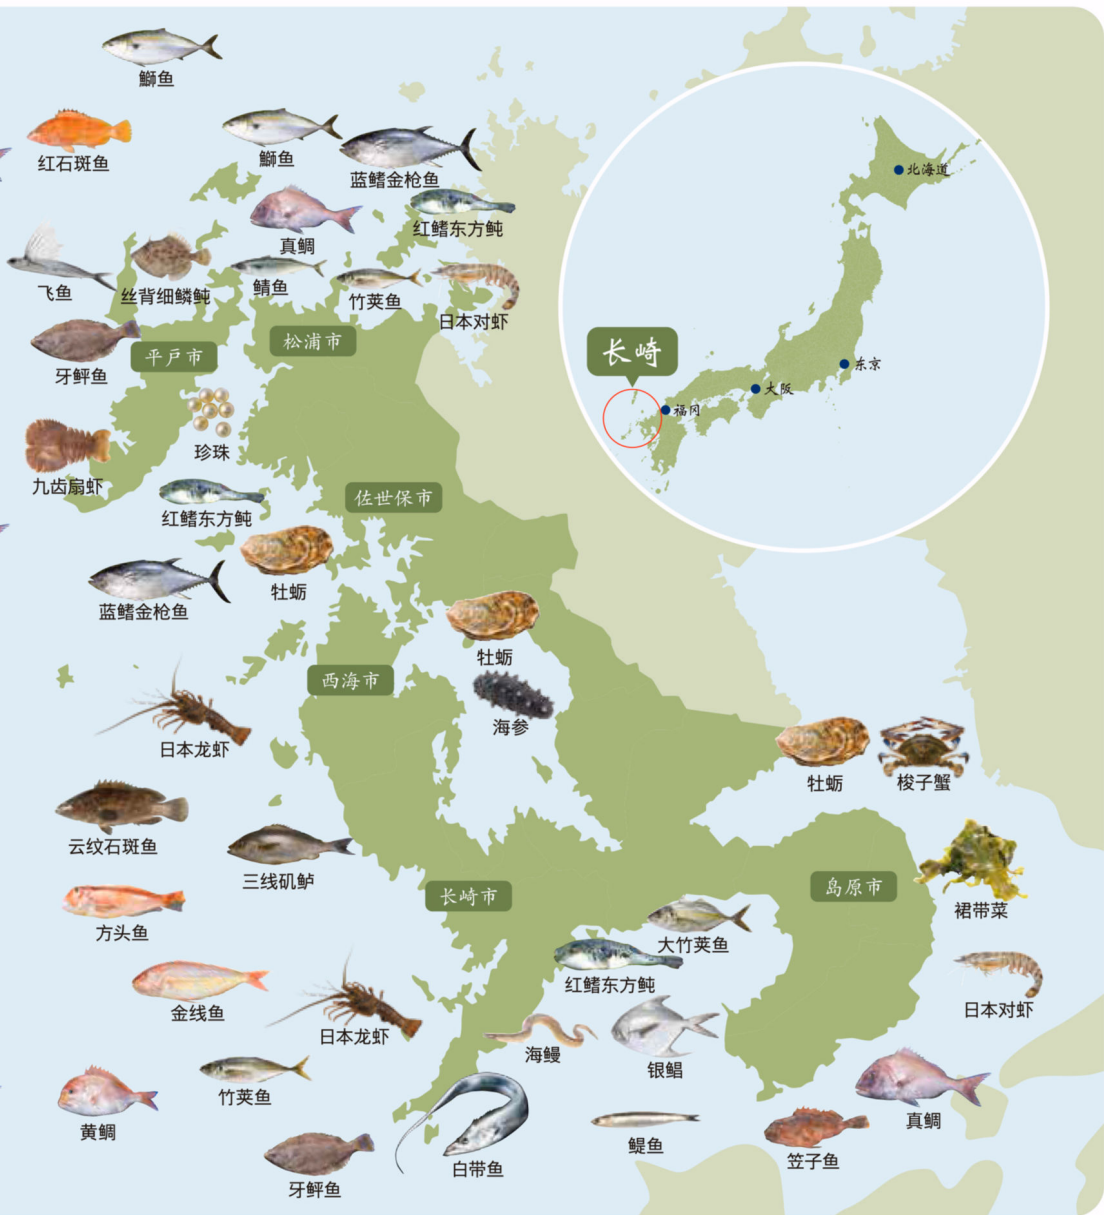 鰤鱼
红石斑鱼
鰤鱼
蓝鳍金枪鱼
真鲷
红鳍东方鲀
飞鱼
丝背细鳞鲀
鲭鱼
竹荚鱼
日本对虾
牙鲆鱼
平户市
松浦市
珍珠
九齿扇虾
佐世保市
红鳍东方鲀
牡蛎
蓝鳍金枪鱼
牡蛎
西海市
海参
日本龙虾
牡蛎
梭子蟹
云纹石斑鱼
三线矶鲈
长崎市
岛原市
裙带菜
方头鱼
大竹荚鱼
红鳍东方鲀
金线鱼
日本龙虾
海鳗
银鲳
日本对虾
竹荚鱼
黄鲷
牙鲆鱼
白带鱼
鳀鱼
笠子鱼
真鲷
北海道
长崎
东京
大阪
福冈